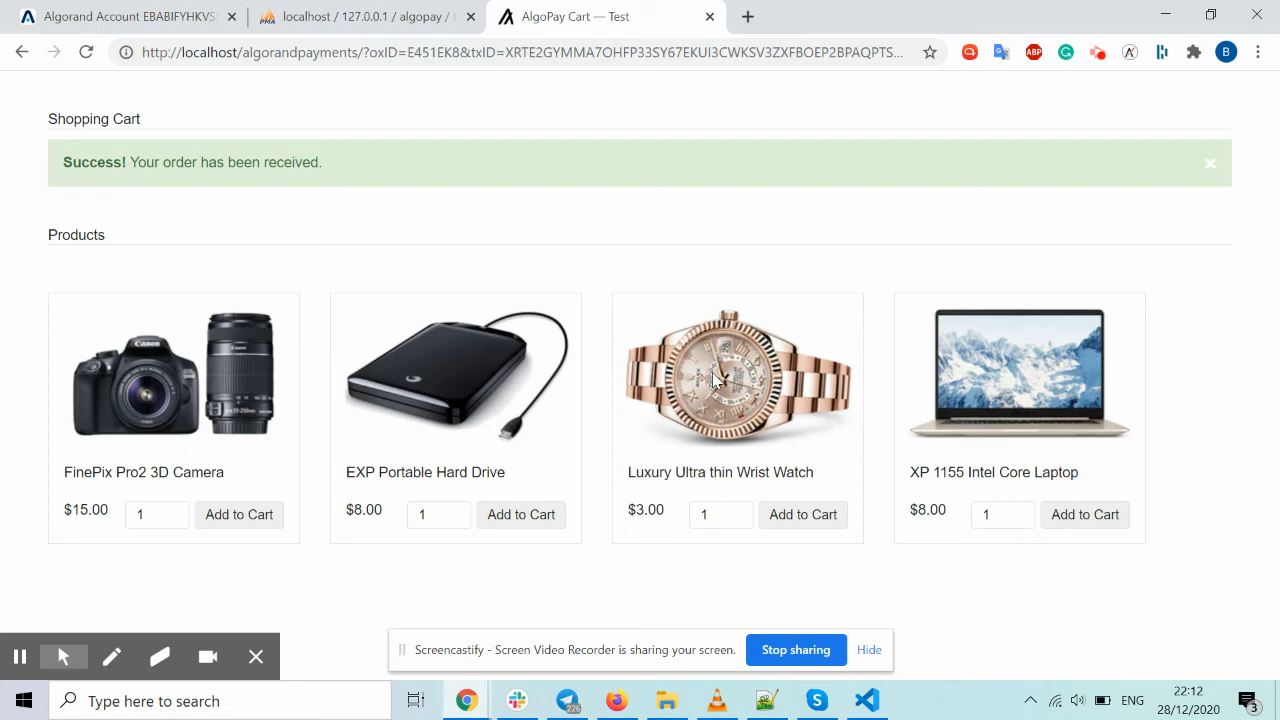 Algorand Account EBABIFYHKVS
localhost / 127.0.0.1 / algopay /
AlgoPay Cart — Test
http://localhost/algorandpayments/?oxID=E451EK8&txID=XRTE2GYMMA7OHFP33SY67EKUI3CWKSV3ZXFBOEP2BPAQPTS...
ABP
B
Shopping Cart
Success! Your order has been received.
Products
Canon
FinePix Pro2 3D Camera
EXP Portable Hard Drive
Luxury Ultra thin Wrist Watch
XP 1155 Intel Core Laptop
$15.00 1 Add to Cart
$8.00 1 Add to Cart
$3.00 1 Add to Cart
$8.00 1 Add to Cart
Screencastify - Screen Video Recorder is sharing your screen.
Stop sharing
Hide
Type here to search
226
ENG
22:12
28/12/2020
3